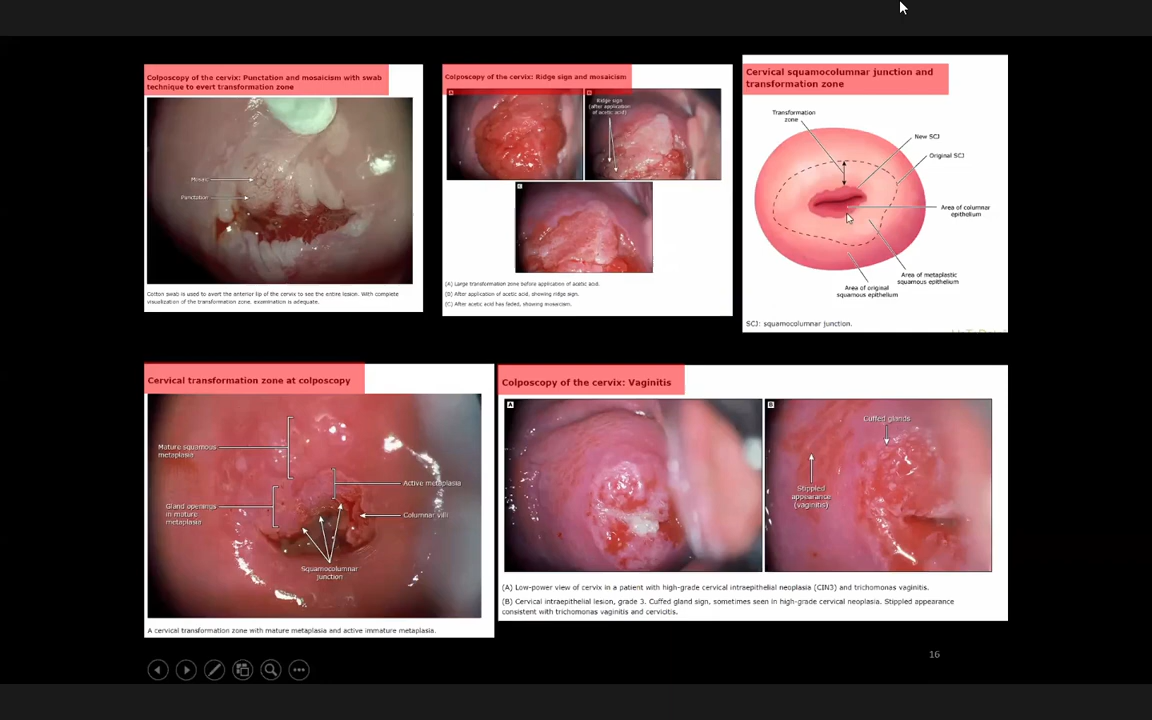 Colposcopy of the cervix: Punctation and mosaicism with swab
technique to evert transformation zone
Mosaic
Punctation
Cotton swab is used to evert the anterior lip of the cervix to see the entire lesion. With complete
visualization of the transformation zone, examination is adequate.
Colposcopy of the cervix: Ridge sign and mosaicism
A
Ridge sign
(after application
of acetic acid)
(A) Large transformation zone before application of acetic acid.
(B) After application of acetic acid, showing ridge sign.
(C) After acetic acid has faded, showing mosaicism.
Cervical squamocolumnar junction and
transformation zone
Transformation
zone
New SCJ
Original SCJ
Area of columnar
epithelium
Area of metaplastic
squamous epithelium
Area of original
squamous epithelium
SCJ: squamocolumnar junction.
Cervical transformation zone at colposcopy
Mature squamous
metaplasia
Gland openings
in mature
metaplasia
Active metaplasia
Columnar villi
Squamocolumnar
junction
A cervical transformation zone with mature metaplasia and active immature metaplasia.
Colposcopy of the cervix: Vaginitis
A
B
Cuffed glands
Stippled
appearance
(vaginitis)
(A) Low-power view of cervix in a patient with high-grade cervical intraepithelial neoplasia (CIN3) and trichomonas vaginitis.
(B) Cervical intraepithelial lesion, grade 3. Cuffed gland sign, sometimes seen in high-grade cervical neoplasia. Stippled appearance
consistent with trichomonas vaginitis and cervicitis.
16